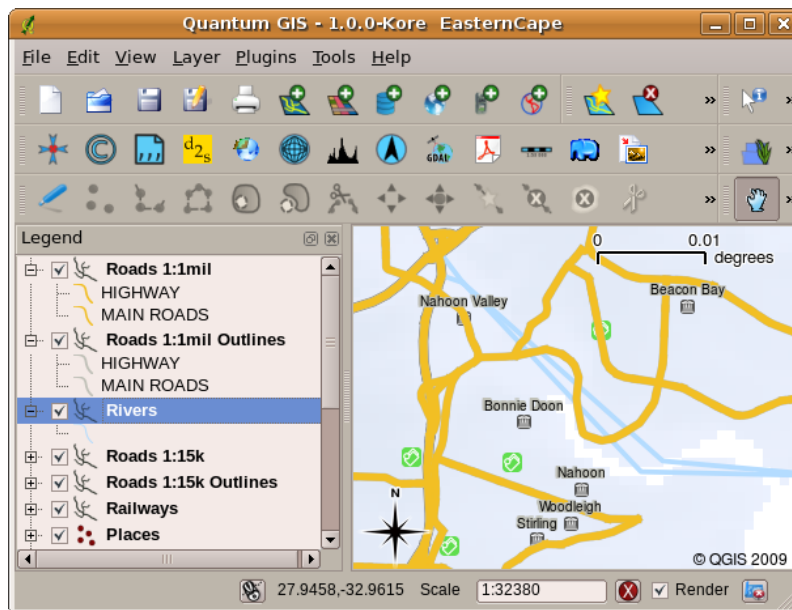 Quantum GIS - 1.0.0-Kore EasternCape
File Edit View Layer Plugins Tools Help
d2s
GDAL
Legend
Roads 1:1mil
HIGHWAY
MAIN ROADS
Roads 1:1mil Outlines
HIGHWAY
MAIN ROADS
Rivers
Roads 1:15k
Roads 1:15k Outlines
Railways
Places
0 0.01
degrees
Nahoon Valley
Beacon Bay
Bonnie Doon
Nahoon
Woodleigh
Stirling
N
© QGIS 2009
27.9458,-32.9615 Scale 1:32380 Render